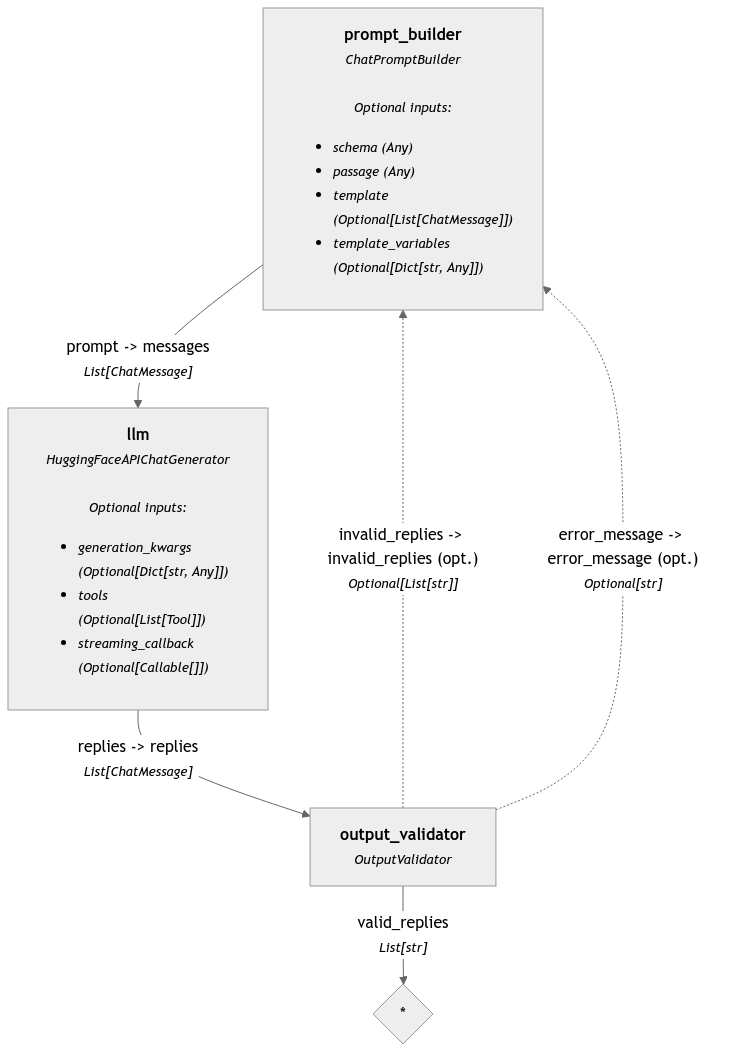 prompt_builder
ChatPromptBuilder
Optional inputs:
schema (Any)
passage (Any)
template
(Optional[List[ChatMessage]])
template_variables
(Optional[Dict[str, Any]])
prompt -> messages
List[ChatMessage]
llm
HuggingFaceAPIChatGenerator
Optional inputs:
generation_kwargs
(Optional[Dict[str, Any]])
tools
(Optional[List[Tool]])
streaming_callback
(Optional[Callable[]])
invalid_replies ->
invalid_replies (opt.)
Optional[List[str]]
error_message ->
error_message (opt.)
Optional[str]
replies -> replies
List[ChatMessage]
output_validator
OutputValidator
valid_replies
List[str]
*